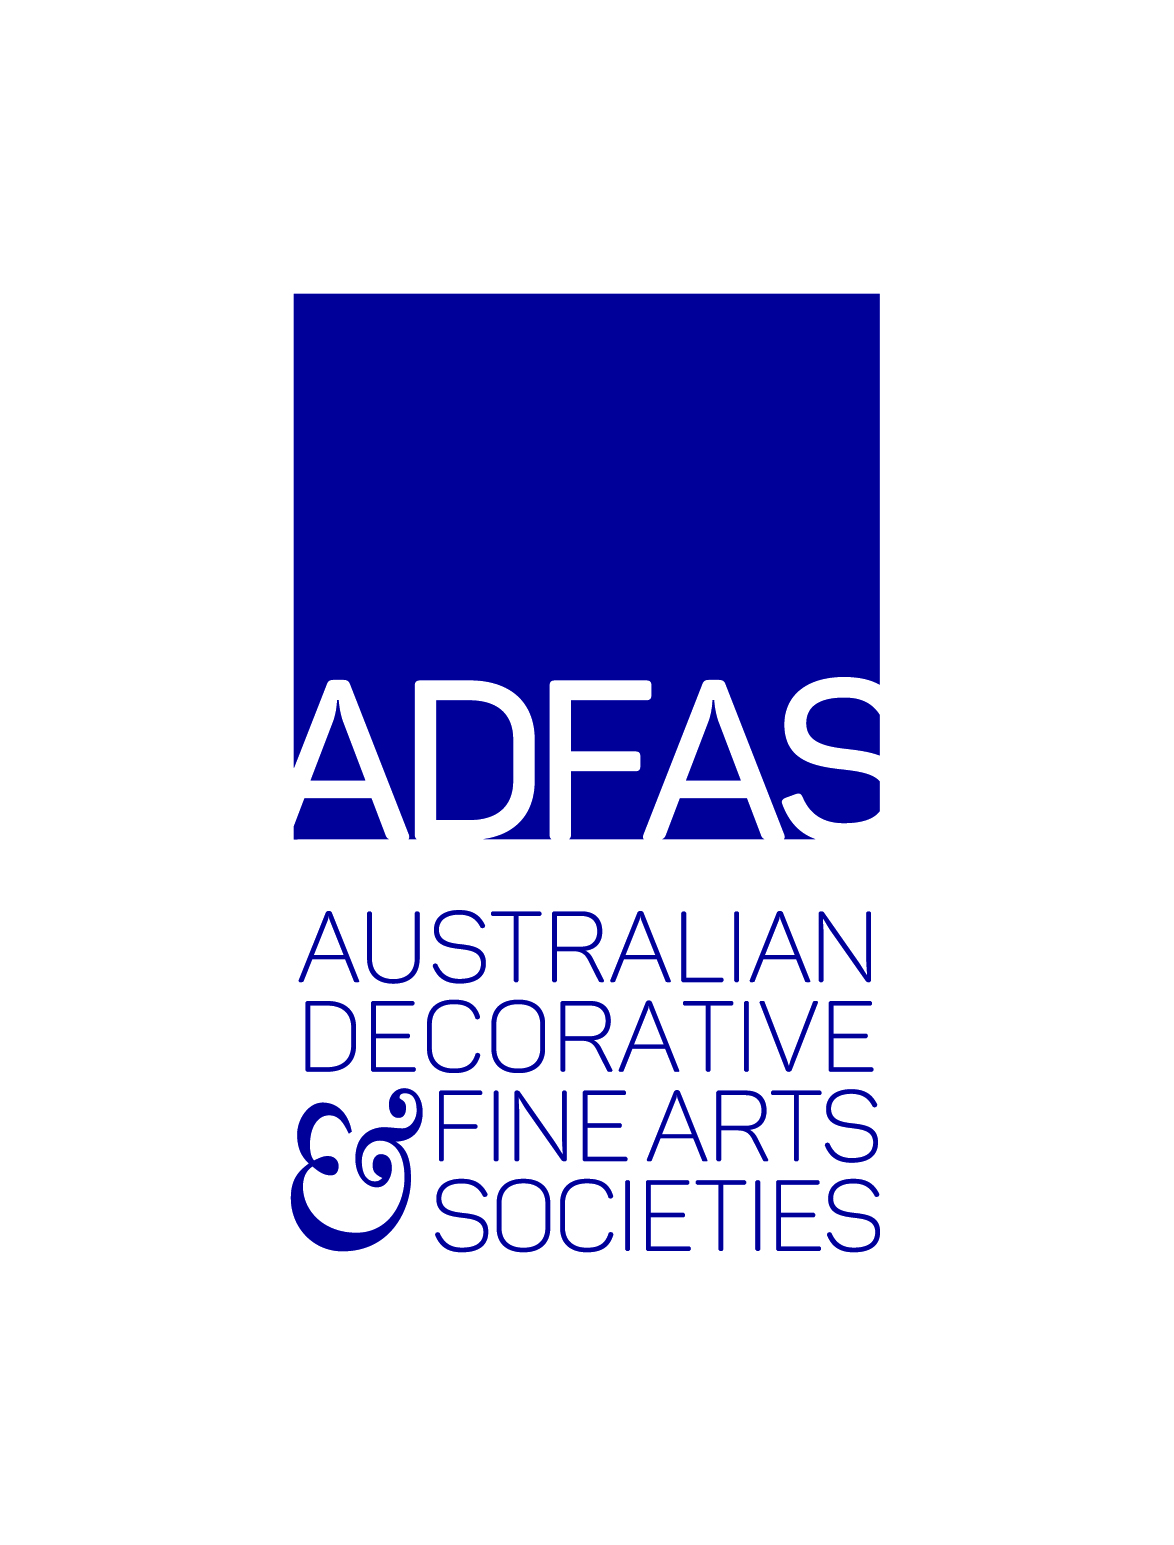 ADFAS
AUSTRALIAN
DECORATIVE
& FINE ARTS
SOCIETIES